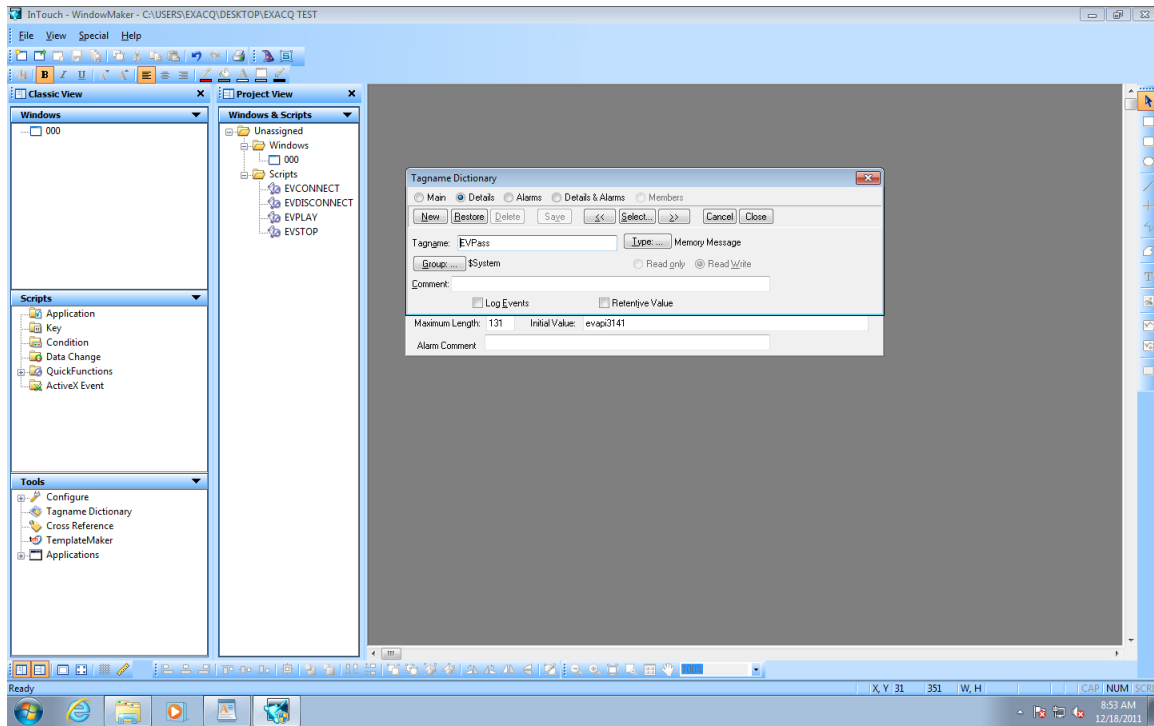 InTouch - WindowMaker - C:\USERS\EXACQ\DESKTOP\EXACQ TEST
File View Special Help
B I U
Classic View x
Project View x
Windows
000
Windows & Scripts
Unassigned
Windows
000
Scripts
EVCONNECT
EVDISCONNECT
EVPLAY
EVSTOP
Scripts
Application
Key
Condition
Data Change
QuickFunctions
ActiveX Event
Tools
Configure
Tagname Dictionary
Cross Reference
TemplateMaker
Applications
Tagname Dictionary
Main Details Alarms Details & Alarms Members
New Restore Delete Save << Select... >> Cancel Close
Tagname: EVPass Type: ... Memory Message
Group: ... $System Read only Read Write
Comment:
Log Events Retentive Value
Maximum Length: 131 Initial Value: evapi3141
Alarm Comment
100%
Ready X, Y 31 351 W, H CAP NUM SCR
8:53 AM
12/18/2011